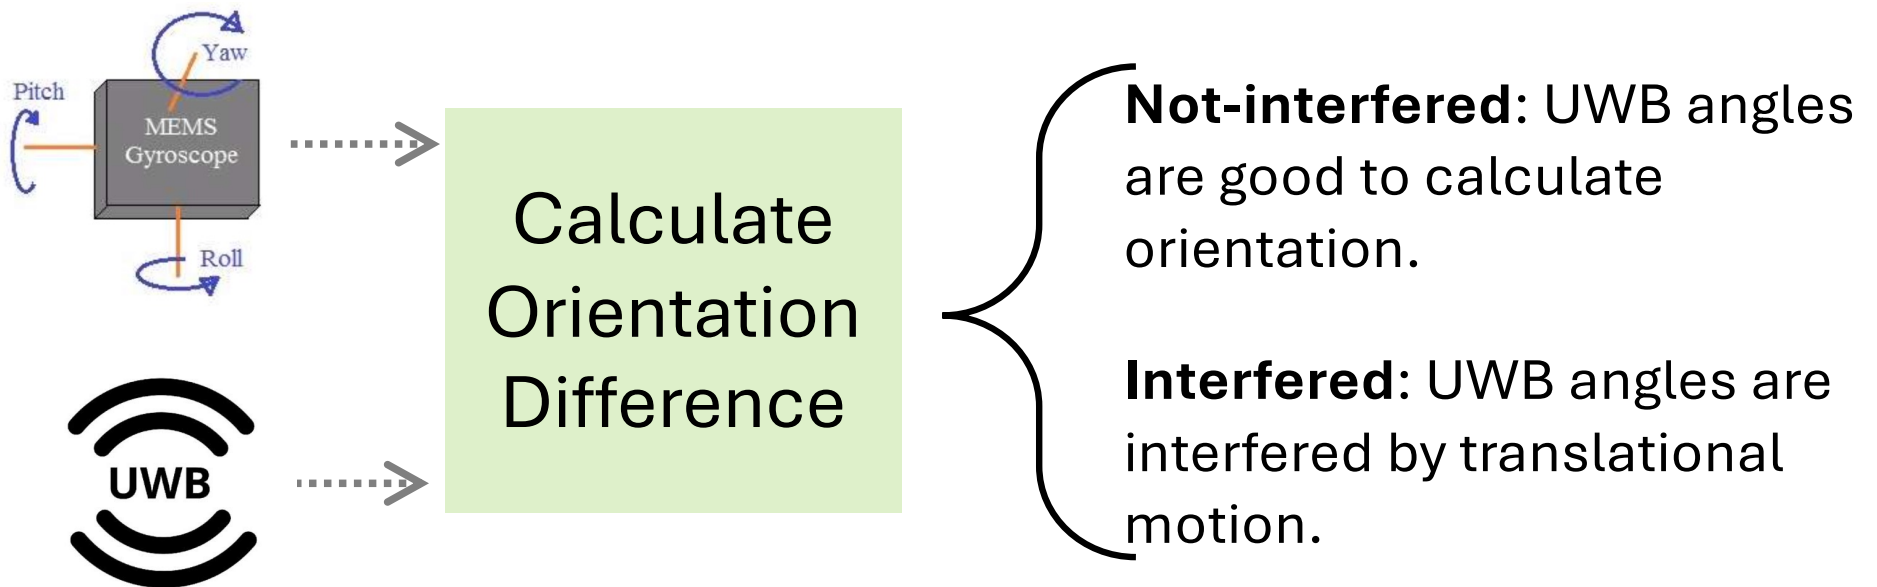 Yaw
Pitch
MEMS
Gyroscope
Roll
UWB
Calculate
Orientation
Difference
Not-interfered: UWB angles
are good to calculate
orientation.
Interfered: UWB angles are
interfered by translational
motion.